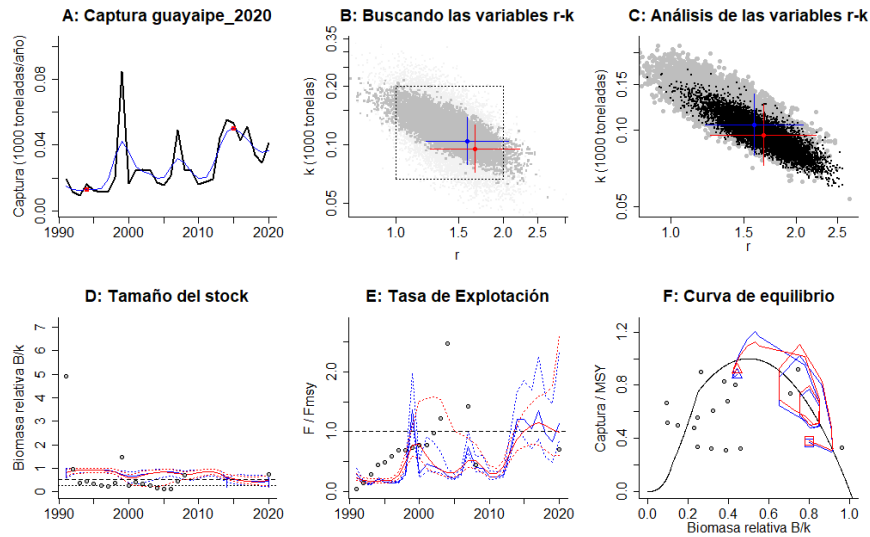 A: Captura guayaipe_2020
Captura (1000 toneladas/año)
0.00 0.04 0.08
1990 2000 2010 2020
B: Buscando las variables r-k
k (1000 tonelas)
0.05 0.10 0.20 0.35
1.0 1.5 2.0 2.5
r
C: Análisis de las variables r-k
k (1000 toneladas)
0.05 0.10 0.15
1.0 1.5 2.0 2.5
r
D: Tamaño del stock
Biomasa relativa B/k
0 1 2 3 4 5 6 7
1990 2000 2010 2020
E: Tasa de Explotación
F / Fmsy
0.0 1.0 2.0
1990 2000 2010 2020
F: Curva de equilibrio
Captura / MSY
0.0 0.4 0.8 1.2
0.0 0.2 0.4 0.6 0.8 1.0
Biomasa relativa B/k